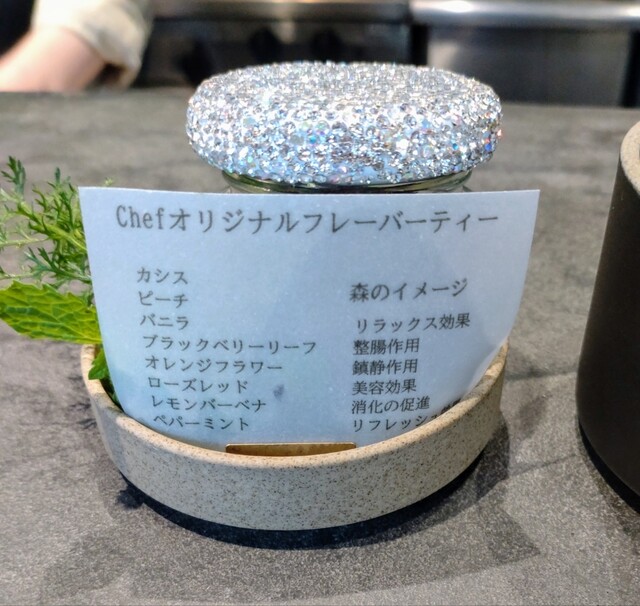 Chefオリジナルフレーバーティー
カシス
ピーチ
バニラ
ブラックベリーリーフ
オレンジフラワー
ローズレッド
レモンバーベナ
ペパーミント
森のイメージ
リラックス効果
整腸作用
鎮静作用
美容効果
消化の促進
リフレッシュ